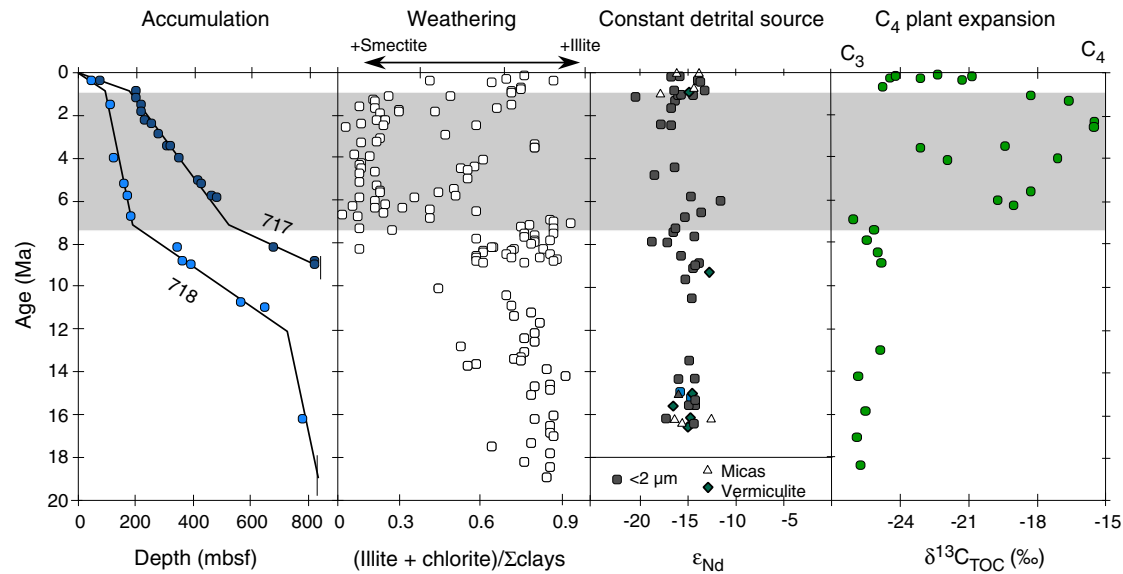 Accumulation Weathering Constant detrital source C4 plant expansion
+Smectite +Illite
C3 C4
0
2
4
6
8
10
12
14
16
18
20
Age (Ma)
717
718
<2 µm
Micas
Vermiculite
0 200 400 600 800
0 0.3 0.6 0.9
-20 -15 -10 -5
-24 -21 -18 -15
Depth (mbsf) (Illite + chlorite)/Σclays εNd δ13CTOC (‰)